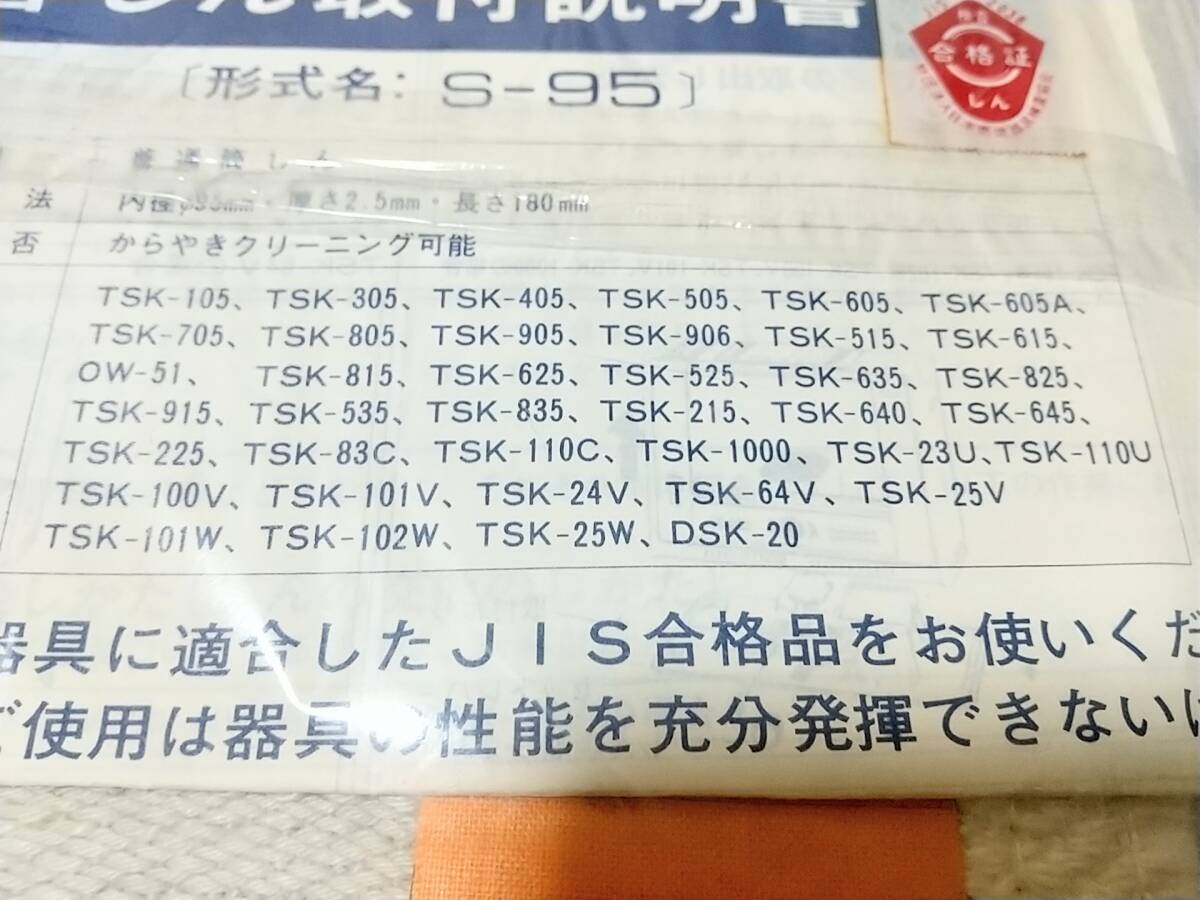 しん取付説明書
〔形式名: S-95〕
合格証
しん
普通筒しん
法 内径φ95mm・厚さ2.5mm・長さ180mm
否 からやきクリーニング可能
TSK-105、TSK-305、TSK-405、TSK-505、TSK-605、TSK-605A、
TSK-705、TSK-805、TSK-905、TSK-906、TSK-515、TSK-615、
OW-51、 TSK-815、TSK-625、TSK-525、TSK-635、TSK-825、
TSK-915、TSK-535、TSK-835、TSK-215、TSK-640、TSK-645、
TSK-225、TSK-83C、TSK-110C、TSK-1000、TSK-23U、TSK-110U
TSK-100V、TSK-101V、TSK-24V、TSK-64V、TSK-25V
TSK-101W、TSK-102W、TSK-25W、DSK-20
器具に適合したJIS合格品をお使いくだ
ご使用は器具の性能を充分発揮できない